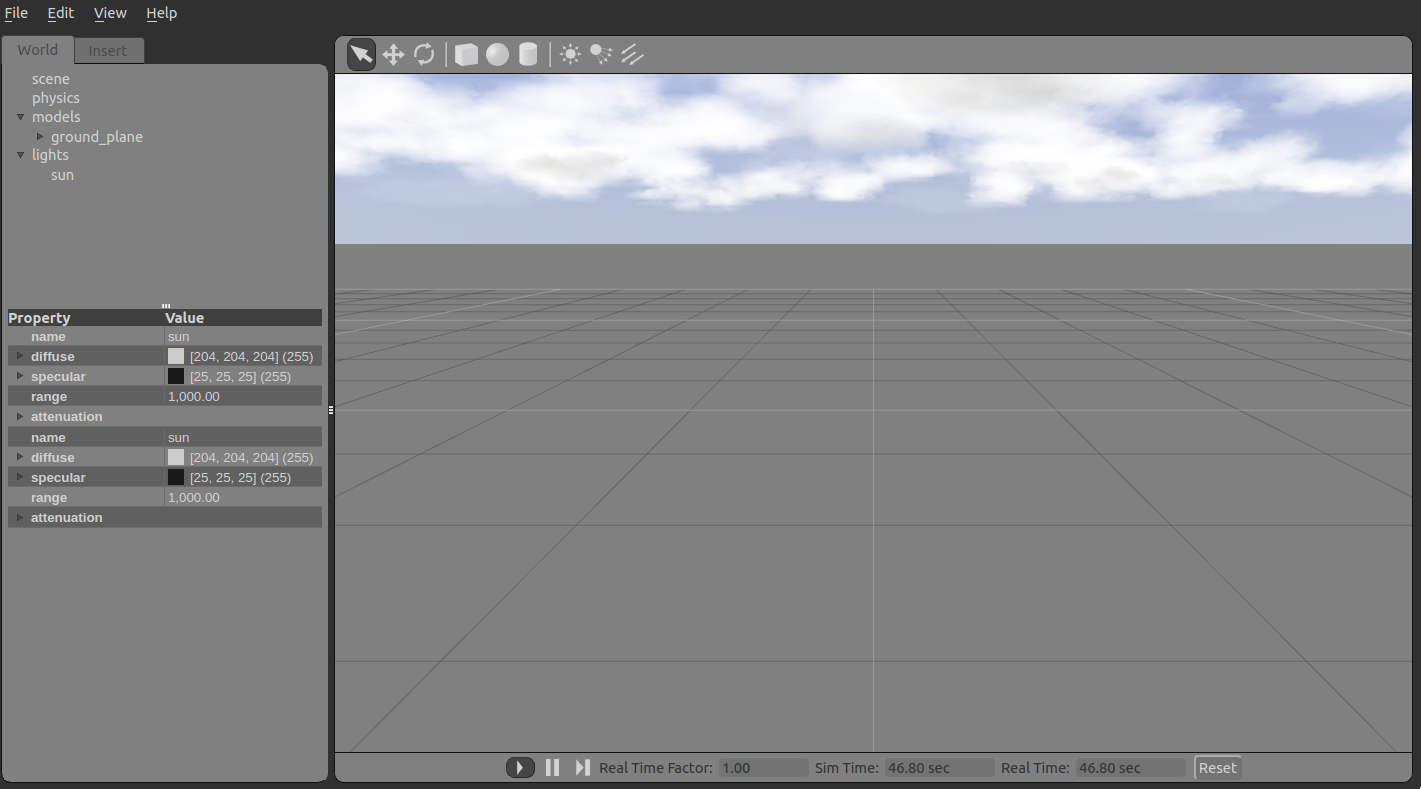 File Edit View Help
World Insert
scene
physics
models
ground_plane
lights
sun
Property Value
name sun
diffuse [204, 204, 204] (255)
specular [25, 25, 25] (255)
range 1,000.00
attenuation
name sun
diffuse [204, 204, 204] (255)
specular [25, 25, 25] (255)
range 1,000.00
attenuation
Real Time Factor: 1.00 Sim Time: 46.80 sec Real Time: 46.80 sec Reset